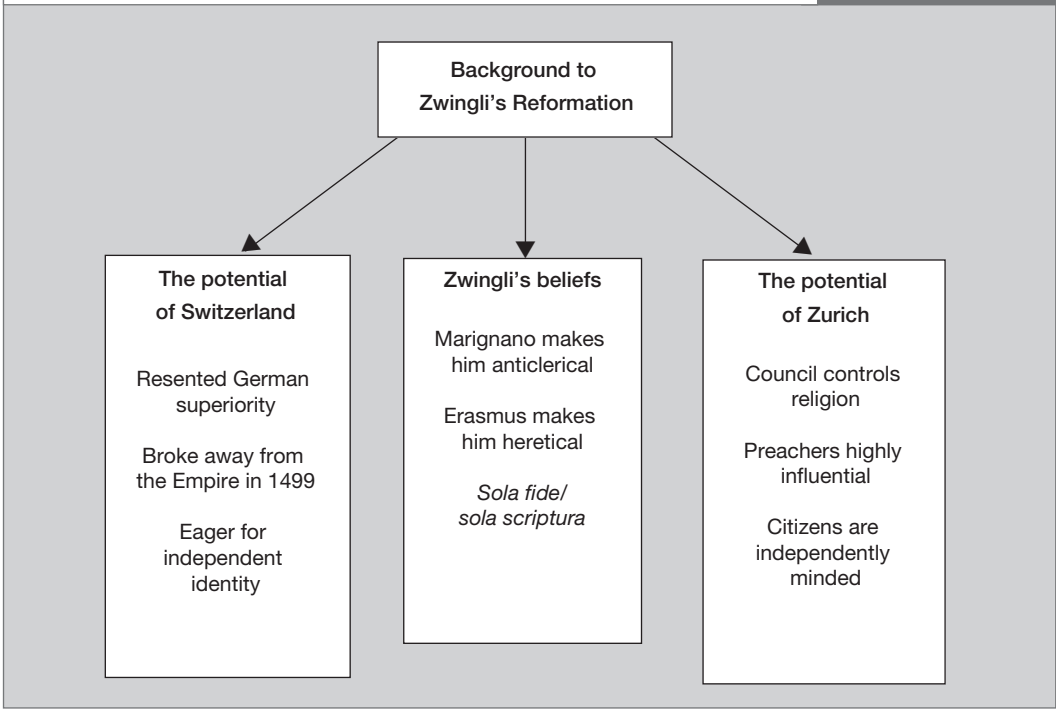 Background to
Zwingli's Reformation
The potential
of Switzerland
Resented German
superiority
Broke away from
the Empire in 1499
Eager for
independent
identity
Zwingli's beliefs
Marignano makes
him anticlerical
Erasmus makes
him heretical
Sola fide/
sola scriptura
The potential
of Zurich
Council controls
religion
Preachers highly
influential
Citizens are
independently
minded